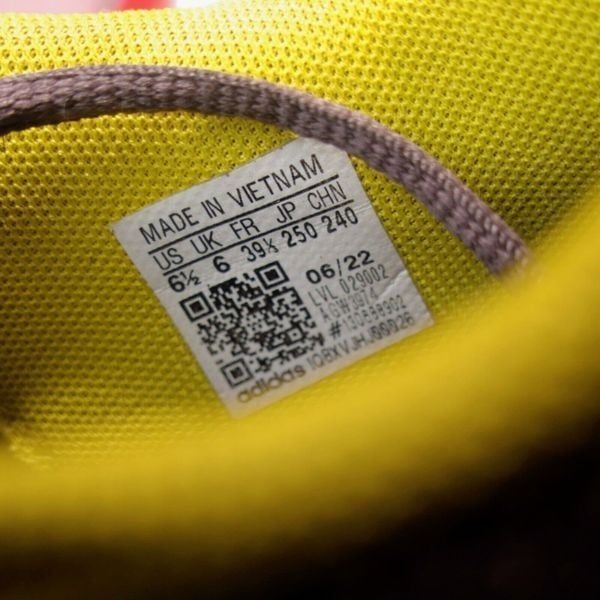 MADE IN VIETNAM
US UK FR JP CHN
6½ 6 39⅓ 250 240
06/22
LVL 029002
#130888902
adidas